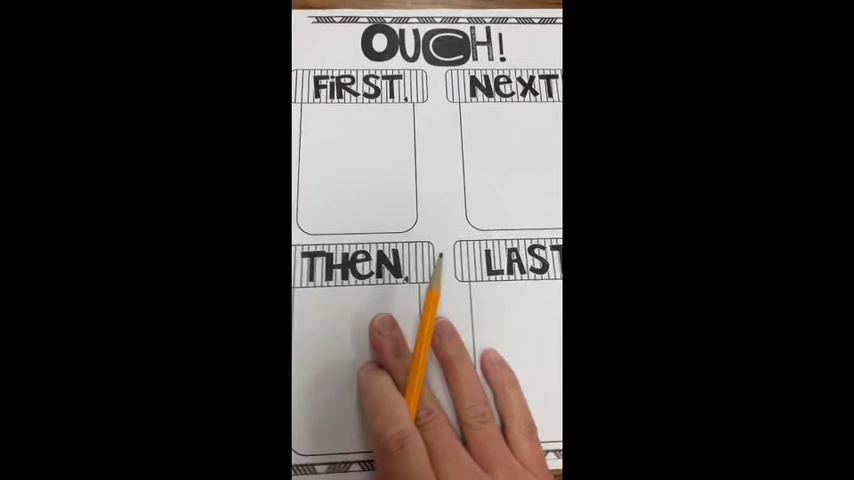 OUCH!
FiRST,
NeXT
THeN,
LAST